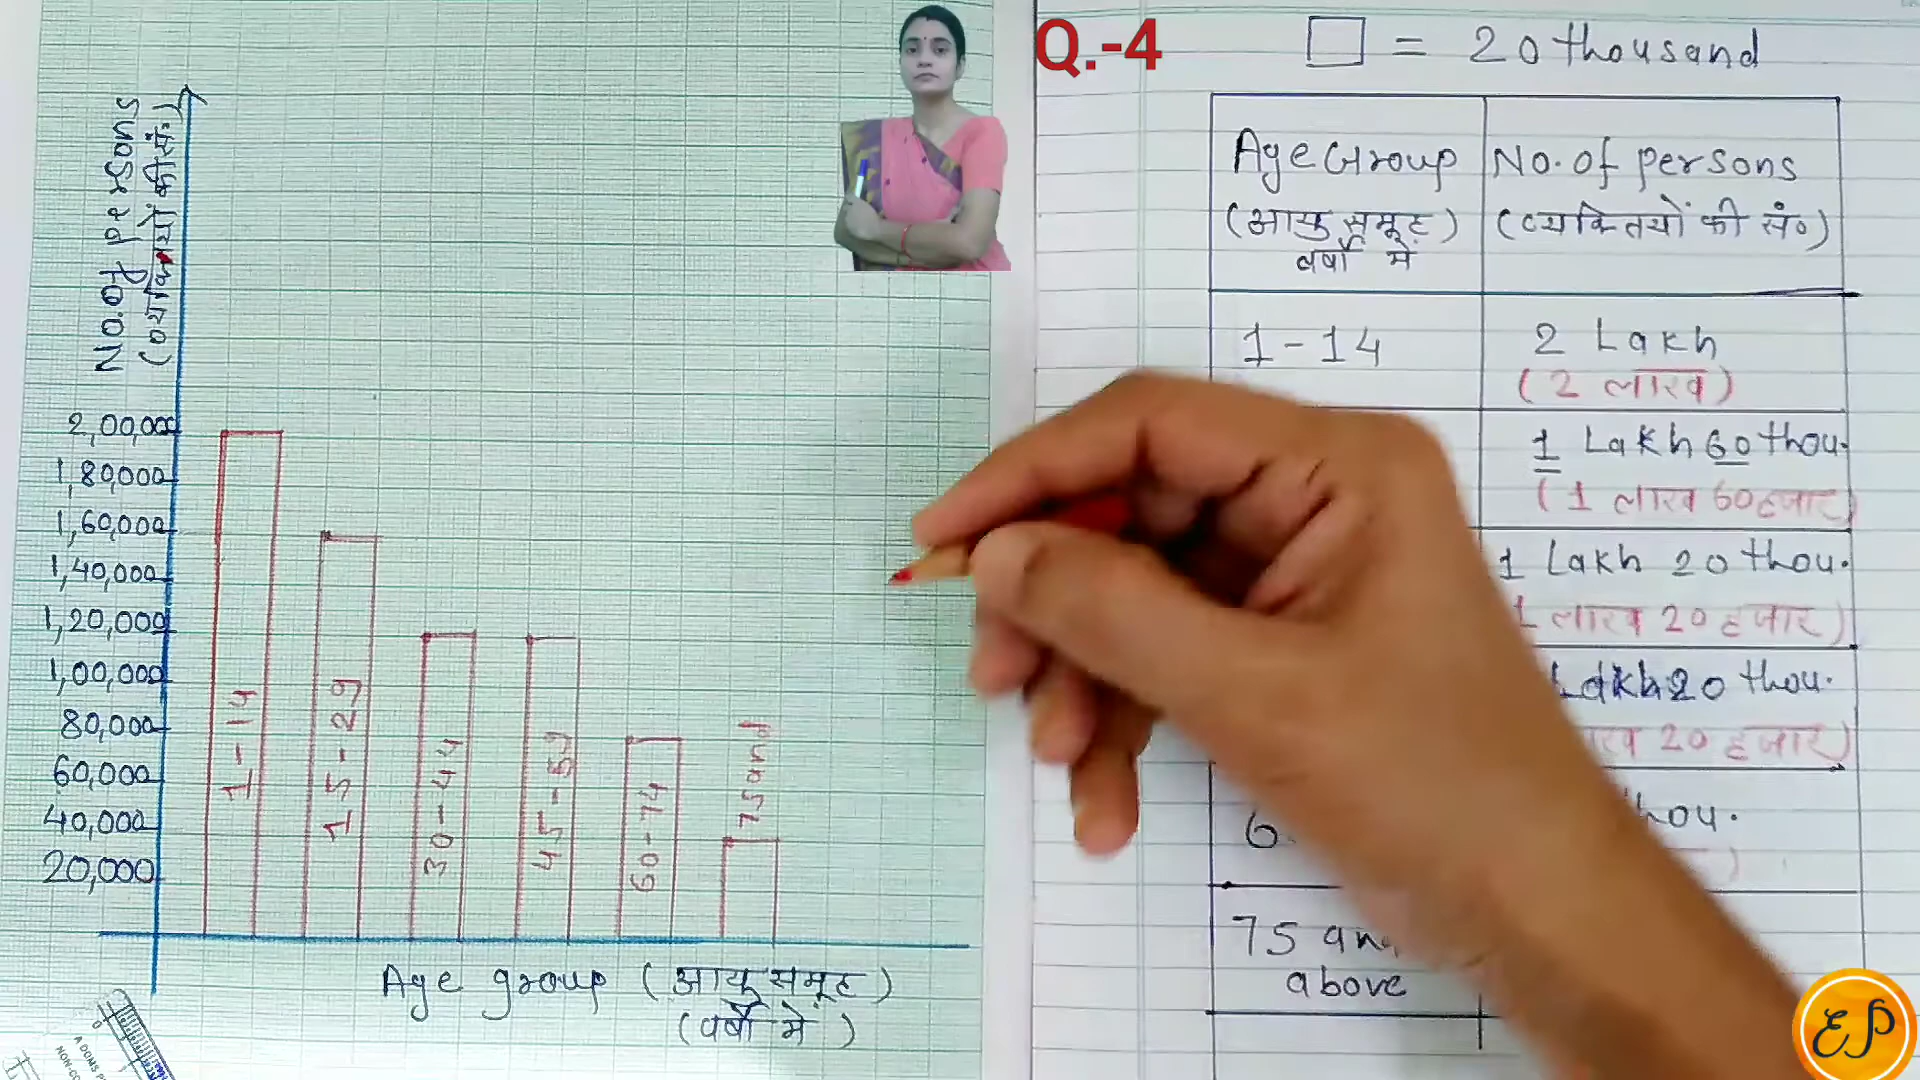 Q.-4
□ = 20 thousand
Age Group
(आयु समूह)
वर्षों में
No. of persons
(व्यक्तियों की सं०)
1-14
2 Lakh
(2 लाख)
1 Lakh 60 thou.
(1 लाख 60 हजार)
1 Lakh 20 thou.
1 लाख 20 हजार)
Lakh 20 thou.
20 हजार)
6
thou.
75 an
above
No. of persons
(व्यक्तियों की सं०)
2,00,000
1,80,000
1,60,000
1,40,000
1,20,000
1,00,000
80,000
60,000
40,000
20,000
1-14
15-29
30-44
45-59
60-74
75 and
Age group (आयु समूह)
(वर्षों में)
EP